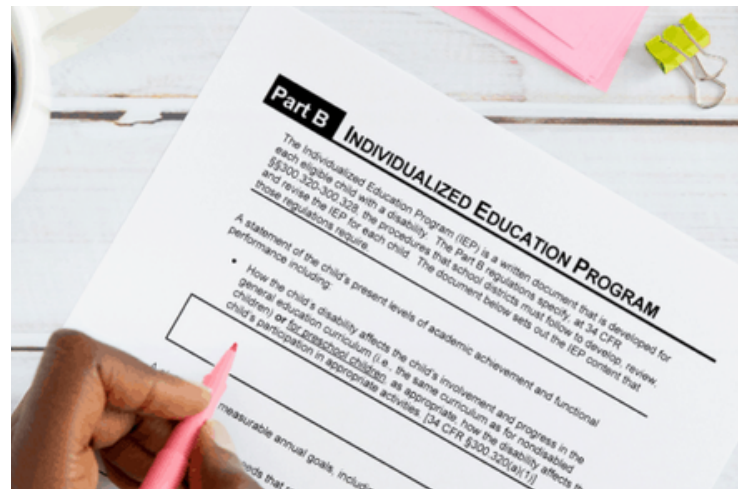 Part B INDIVIDUALIZED EDUCATION PROGRAM
The Individualized Education Program (IEP) is a written document that is developed for
each eligible child with a disability. The Part B regulations specify, at 34 CFR
§§300.320-300.328, the procedures that school districts must follow to develop, review,
and revise the IEP for each child. The document below sets out the IEP content that
those regulations require.
A statement of the child's present levels of academic achievement and functional
performance including:
• How the child's disability affects the child's involvement and progress in the
general education curriculum (i.e., the same curriculum as for nondisabled
children) or for preschool children, as appropriate, how the disability affects the
child's participation in appropriate activities. [34 CFR §300.320(a)(1)]
measurable annual goals, including